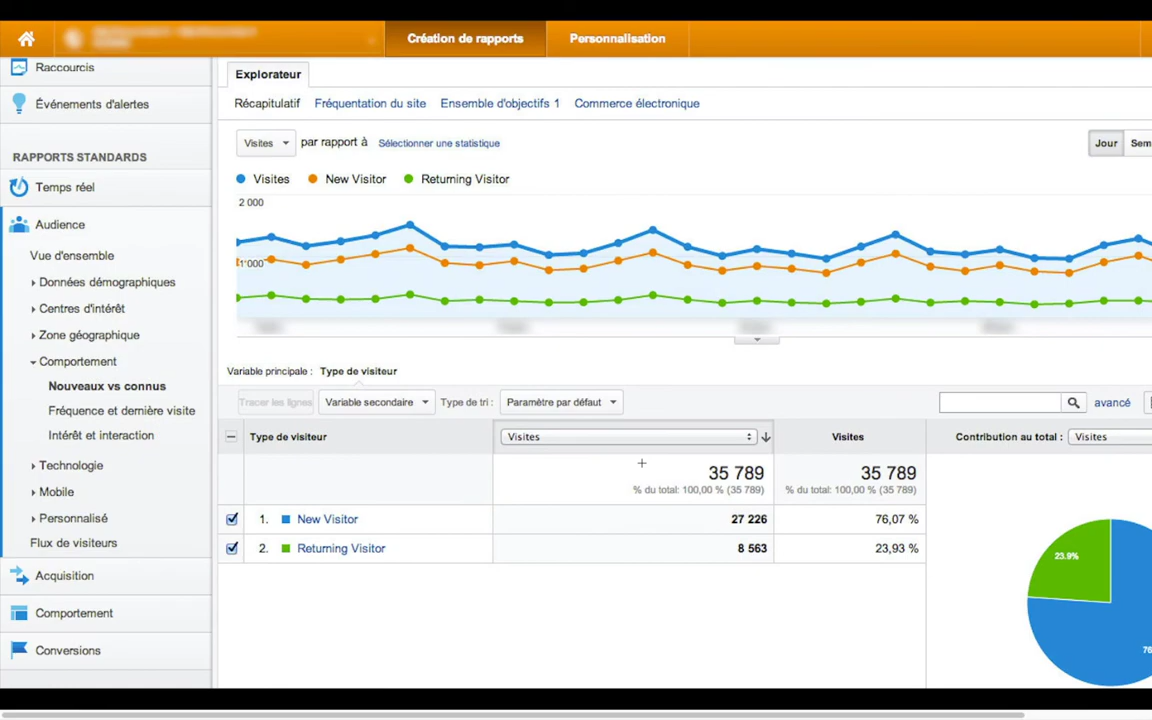 Création de rapports
Personnalisation
Raccourcis
Événements d'alertes
RAPPORTS STANDARDS
Temps réel
Audience
Vue d'ensemble
Données démographiques
Centres d'intérêt
Zone géographique
Comportement
Nouveaux vs connus
Fréquence et dernière visite
Intérêt et interaction
Technologie
Mobile
Personnalisé
Flux de visiteurs
Acquisition
Comportement
Conversions
Explorateur
Récapitulatif Fréquentation du site Ensemble d'objectifs 1 Commerce électronique
Visites par rapport à Sélectionner une statistique
Jour Sem
Visites New Visitor Returning Visitor
2 000
1'000
Variable principale : Type de visiteur
Tracer les lignes Variable secondaire Type de tri : Paramètre par défaut avancé
Type de visiteur Visites Visites Contribution au total : Visites
35 789 35 789
% du total: 100,00 % (35 789) % du total: 100,00 % (35 789)
1. New Visitor 27 226 76,07 %
2. Returning Visitor 8 563 23,93 %
23.9%
76